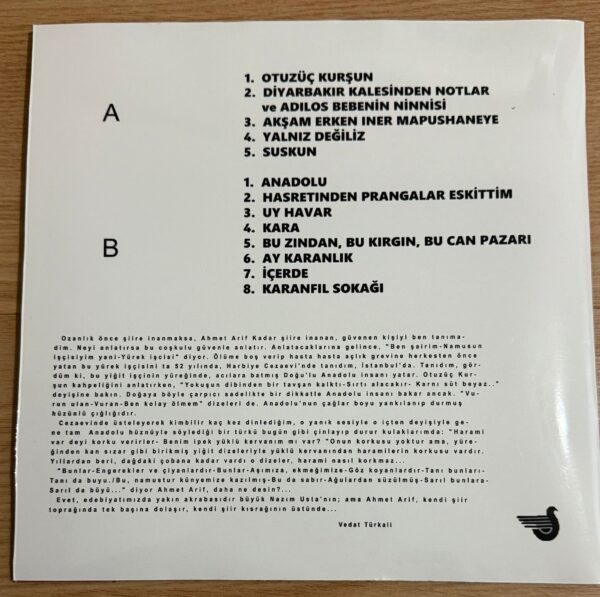 A
1. OTUZÜÇ KURŞUN
2. DİYARBAKIR KALESİNDEN NOTLAR
ve ADILOS BEBENİN NİNNİSİ
3. AKŞAM ERKEN INER MAPUSHANEYE
4. YALNIZ DEĞİLİZ
5. SUSKUN
B
1. ANADOLU
2. HASRETINDEN PRANGALAR ESKİTTİM
3. UY HAVAR
4. KARA
5. BU ZINDAN, BU KIRGIN, BU CAN PAZARI
6. AY KARANLIK
7. İÇERDE
8. KARANFIL SOKAĞI
Ozanlık önce şiire inanmaksa, Ahmet Arif Kadar şiire inanan, güvenen kişiyi ben tanıma-
dim. Neyi anlatırsa bu coşkulu güvenle anlatır. Anlatacaklarına gelince, "Ben şairim-Namusun
işçisiyim yani-Yürek işçisi" diyor. Ölüme boş verip hasta hasta açlık grevine herkesten önce
yatan bu yürek işçisini ta 52 yılında, Harbiye Cezaevi'nde tanıdım, İstanbul'da. Tanıdım, gör-
düm ki, bu yiğit işçinin yüreğinde, acılara batmış Doğu'lu Anadolu insanı yatar. Otuzüç Kur-
şun kahpeliğini anlatırken, "Yokuşun dibinden bir tavşan kalktı-Sırtı alacakır- Karnı süt beyaz.."
deyişine bakın. Doğaya böyle çarpıcı sadelikte bir dikkatle Anadolu insanı bakar ancak. "Vu-
run ulan-Vuran-Ben kolay ölmem" dizeleri de. Anadolu'nun çağlar boyu yankılanıp durmuş
hüzünlü çığlığıdır.
Cezaevinde üsteleyerek kimbilir kaç kez dinlediğim, o yanık sesiyle o içten deyişiyle ge-
ne tam Anadolu hüznüyle söylediği bir türkü bugün gibi çınlayıp durur kulaklarımda: "Harami
var deyi korku verirler- Benim ipek yüklü kervanım mı var? "Onun korkusu yoktur ama, yüre-
ğinden kan sızar gibi birikmiş yiğit dizeleriyle yüklü kervanından haramilerin korkusu vardır.
Yıllardan beri, dağdaki çobana kadar vardı o dizeler, harami nasıl korkmaz...
"Bunlar-Engerekler ve çiyanlardır-Bunlar-Aşımıza, ekmeğimize-Göz koyanlardır-Tanı bunları-
Tanı da buyu./Bu, namustur künyemize kazılmış-Bu da sabır-Ağulardan süzülmüş-Sarıl bunlara-
Sarıl da büyü..." diyor Ahmet Arif, daha ne desin?...
Evet, edebiyatımızda yakın akrabasıdır büyük Nazım Usta'nın; ama Ahmet Arif, kendi şiir
toprağında tek başına dolaşır, kendi şiir kısrağının üstünde...
Vedat Türkali